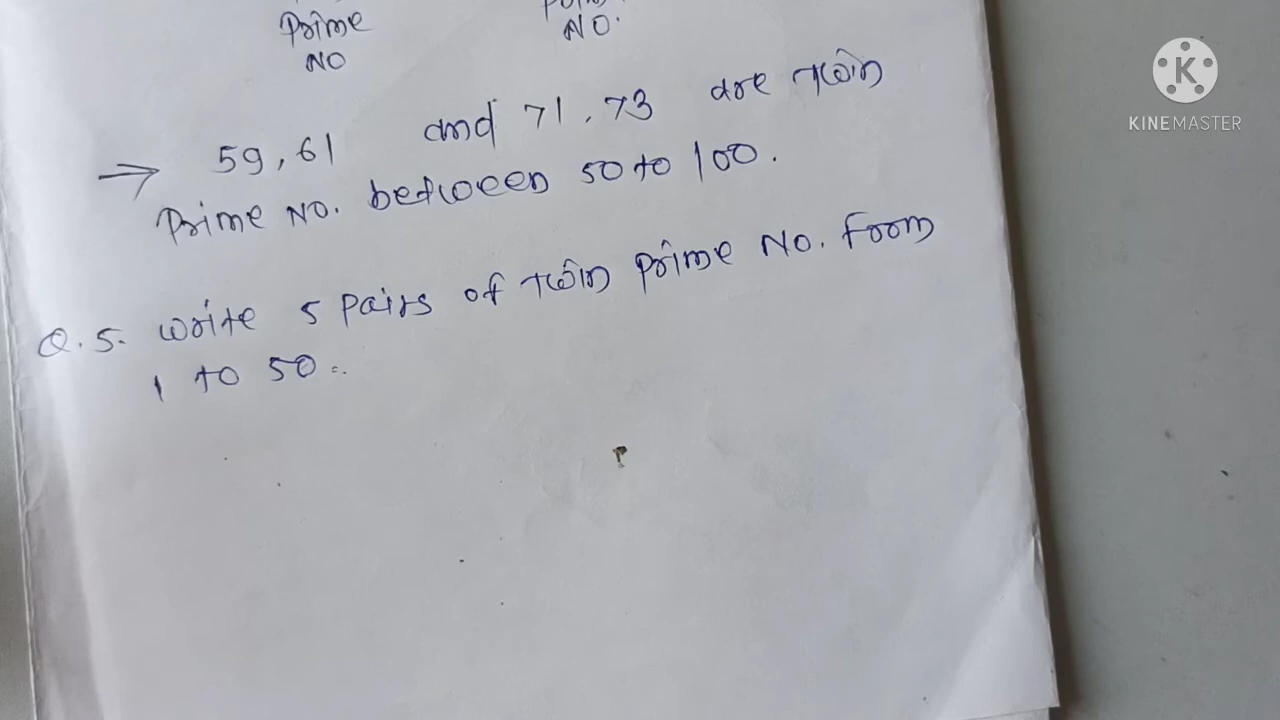 Prime
NO
NO.
59, 61 and 71, 73 are twin
Prime NO. between 50 to 100.
Q. 5. Write 5 pairs of twin prime No. From
1 to 50.
K
KINEMASTER